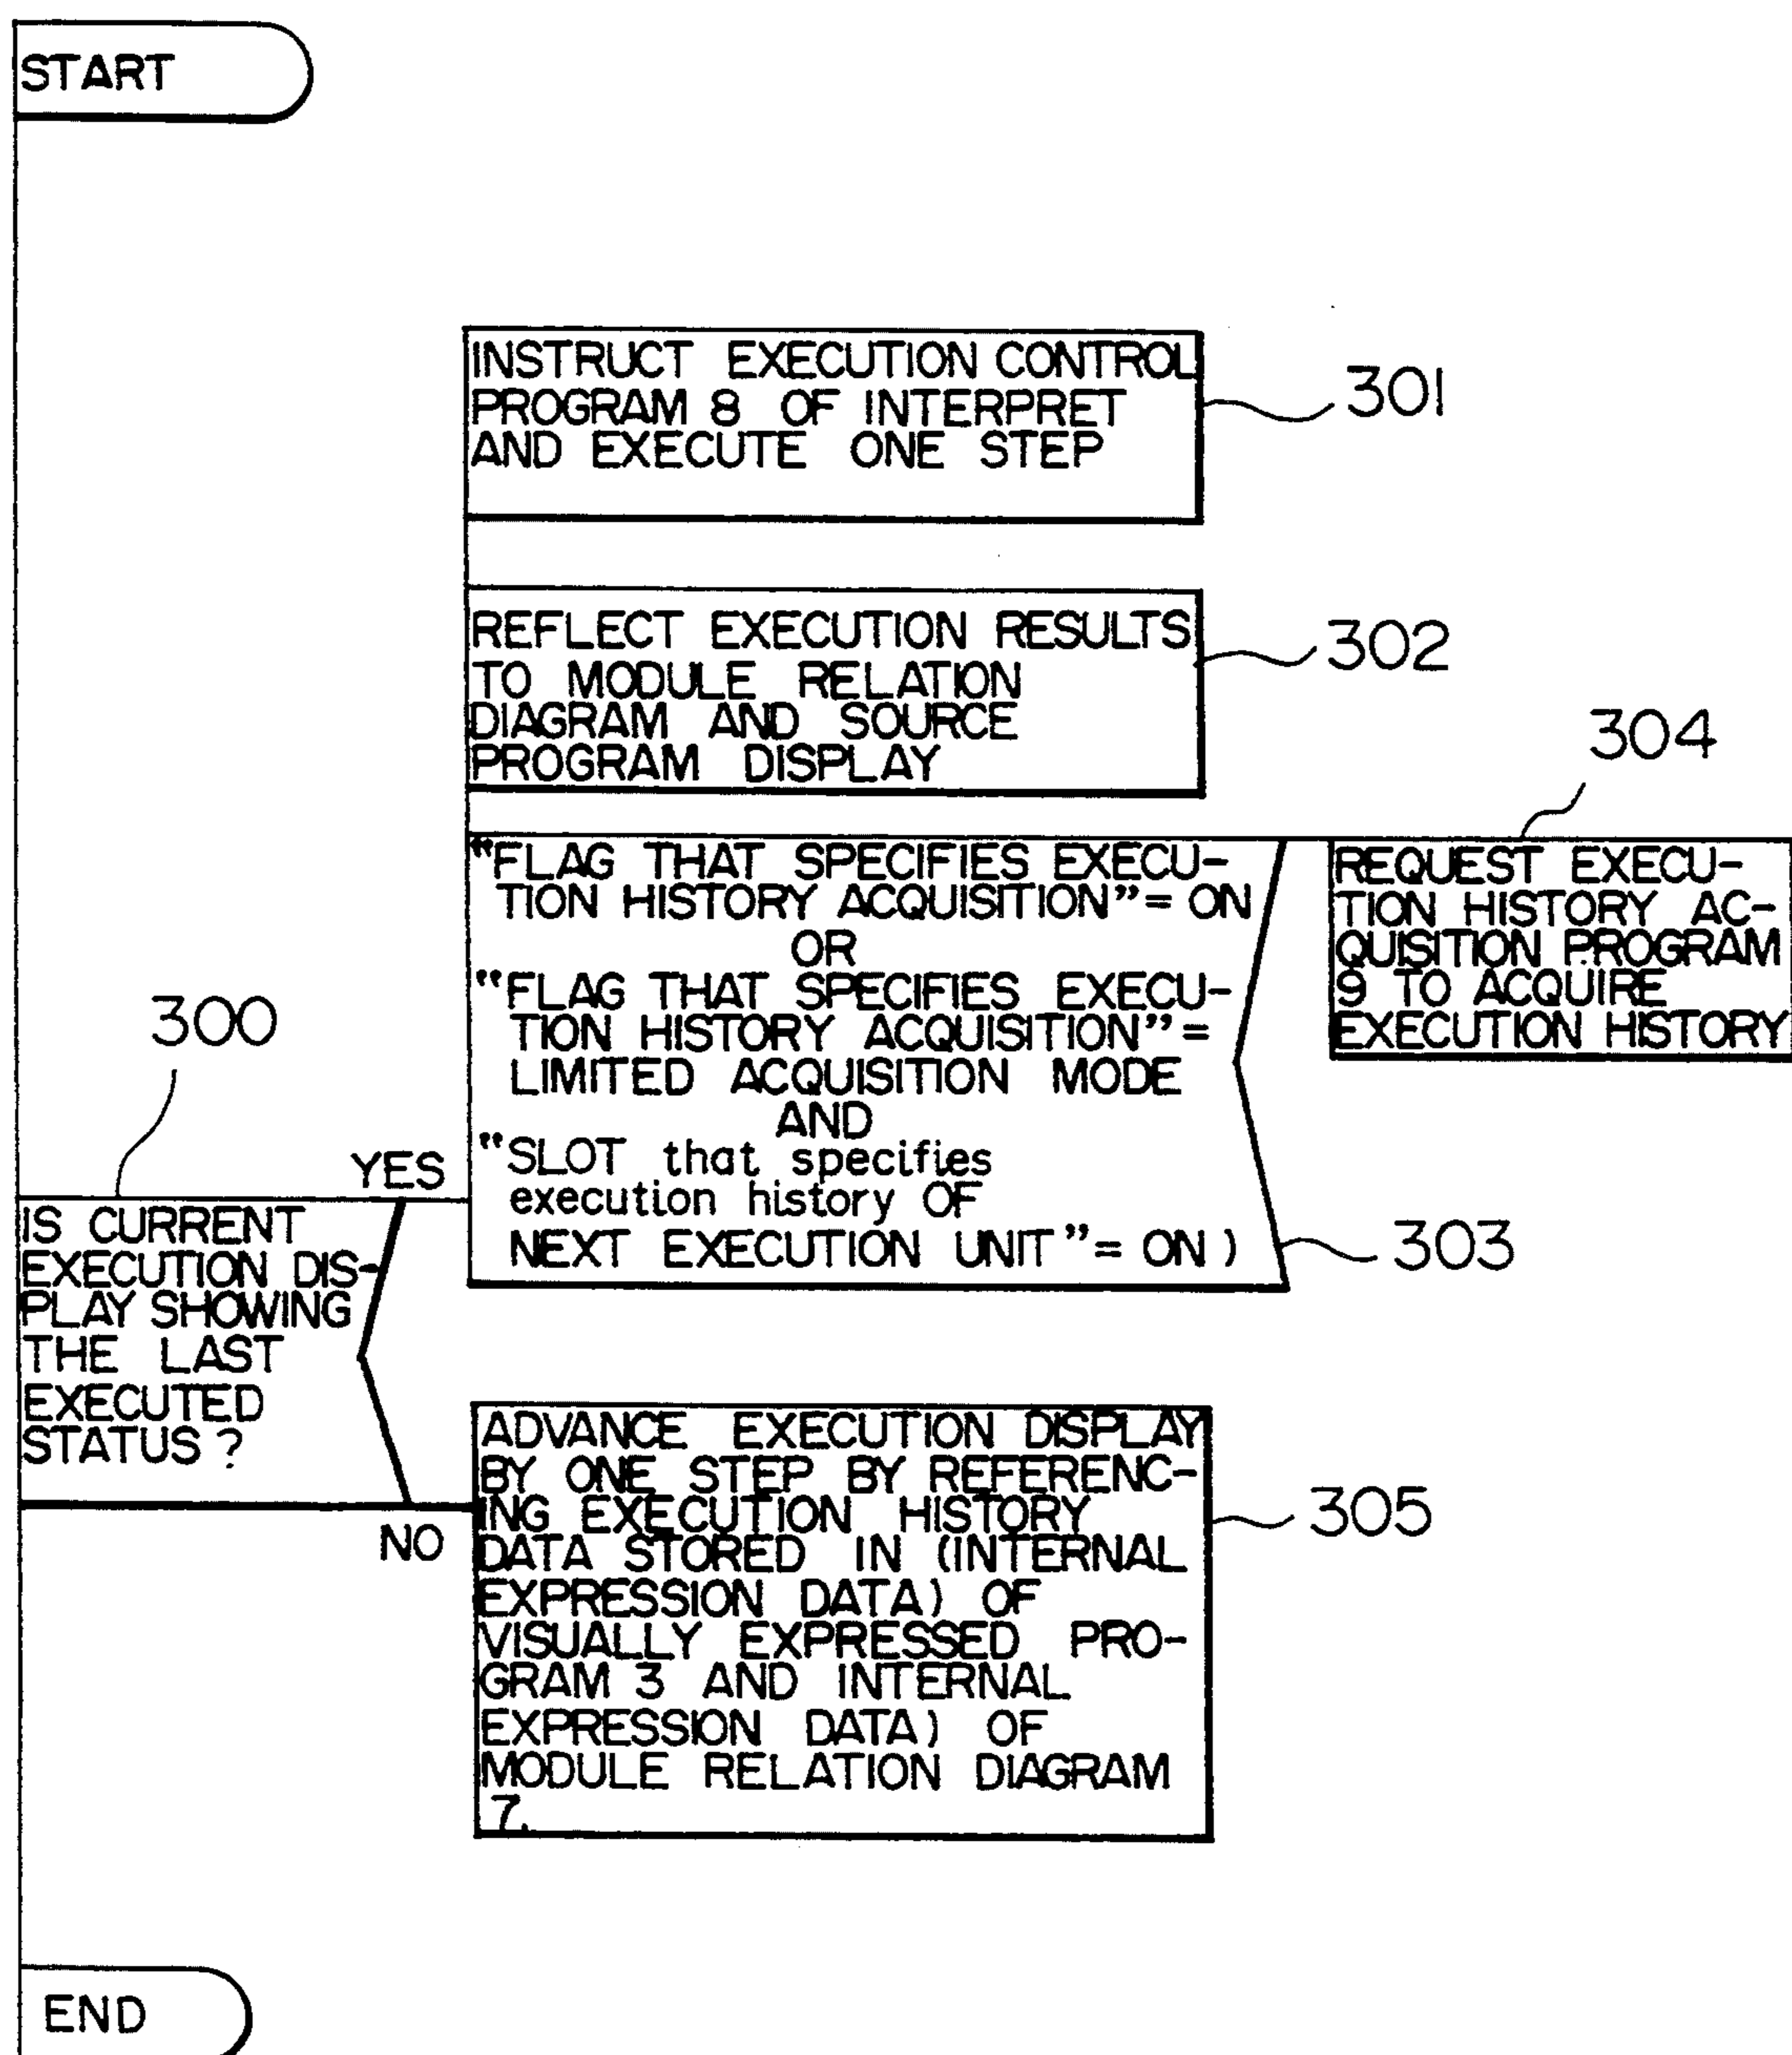 START
INSTRUCT EXECUTION CONTROL
PROGRAM 8 OF INTERPRET
AND EXECUTE ONE STEP
301
REFLECT EXECUTION RESULTS
TO MODULE RELATION
DIAGRAM AND SOURCE
PROGRAM DISPLAY
302
"FLAG THAT SPECIFIES EXECU-
TION HISTORY ACQUISITION"= ON
OR
"FLAG THAT SPECIFIES EXECU-
TION HISTORY ACQUISITION"=
LIMITED ACQUISITION MODE
AND
"SLOT that specifies
execution history OF
NEXT EXECUTION UNIT"= ON )
303
304
REQUEST EXECU-
TION HISTORY AC-
QUISITION PROGRAM
9 TO ACQUIRE
EXECUTION HISTORY
300
YES
IS CURRENT
EXECUTION DIS-
PLAY SHOWING
THE LAST
EXECUTED
STATUS ?
NO
ADVANCE EXECUTION DISPLAY
BY ONE STEP BY REFERENC-
ING EXECUTION HISTORY
DATA STORED IN (INTERNAL
EXPRESSION DATA) OF
VISUALLY EXPRESSED PRO-
GRAM 3 AND INTERNAL
EXPRESSION DATA) OF
MODULE RELATION DIAGRAM
7.
305
END